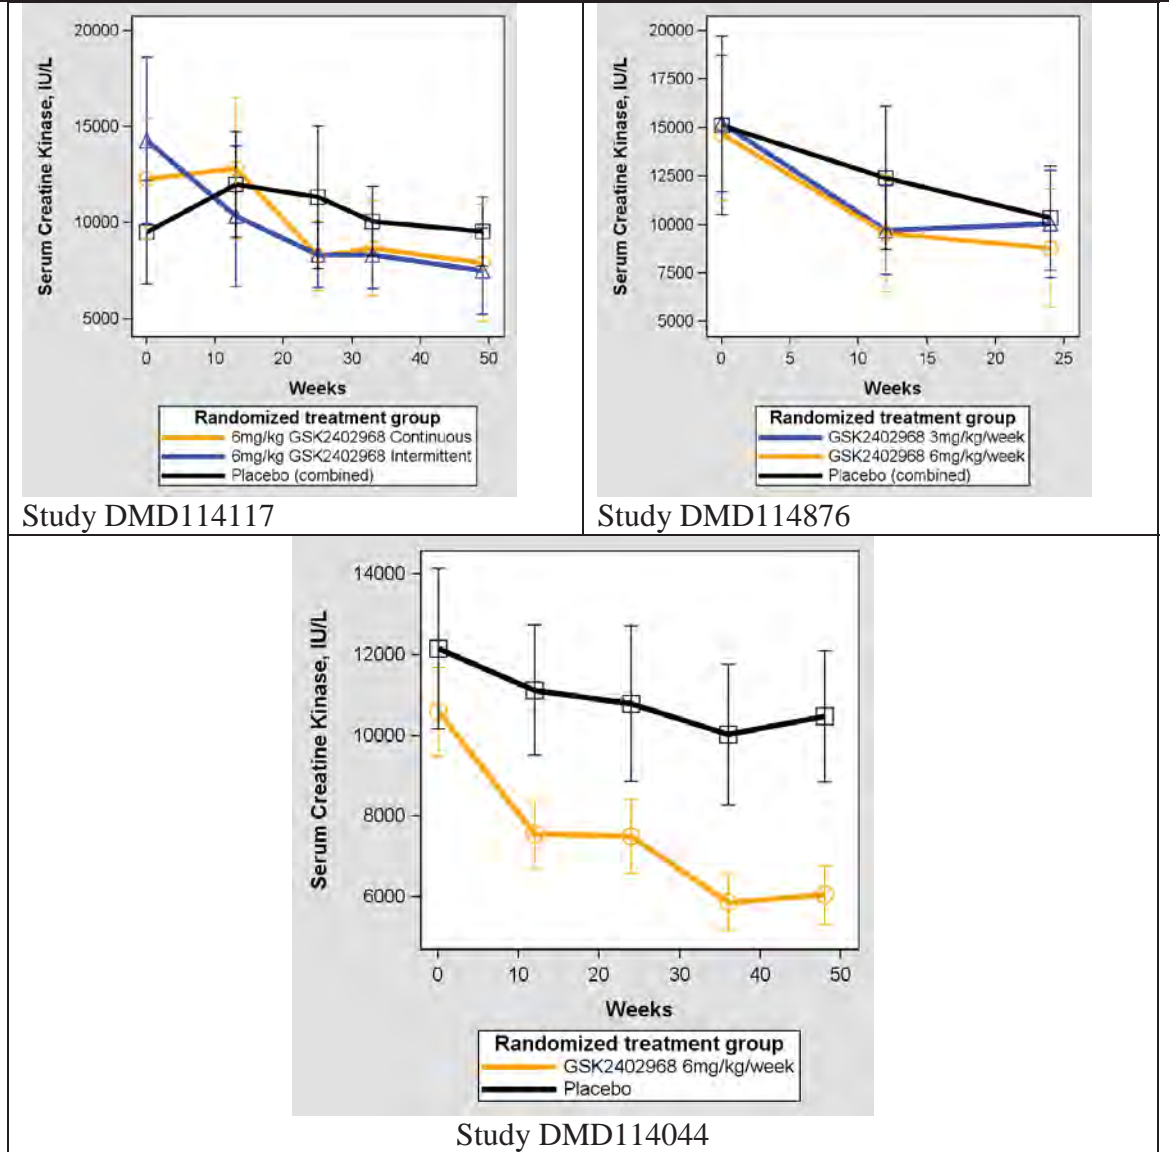 20000
15000
10000
5000
Serum Creatine Kinase, IU/L
0 10 20 30 40 50
Weeks
Randomized treatment group
6mg/kg GSK2402968 Continuous
6mg/kg GSK2402968 Intermittent
Placebo (combined)
Study DMD114117
20000
17500
15000
12500
10000
7500
5000
Serum Creatine Kinase, IU/L
0 5 10 15 20 25
Weeks
Randomized treatment group
GSK2402968 3mg/kg/week
GSK2402968 6mg/kg/week
Placebo (combined)
Study DMD114876
14000
12000
10000
8000
6000
Serum Creatine Kinase, IU/L
0 10 20 30 40 50
Weeks
Randomized treatment group
GSK2402968 6mg/kg/week
Placebo
Study DMD114044